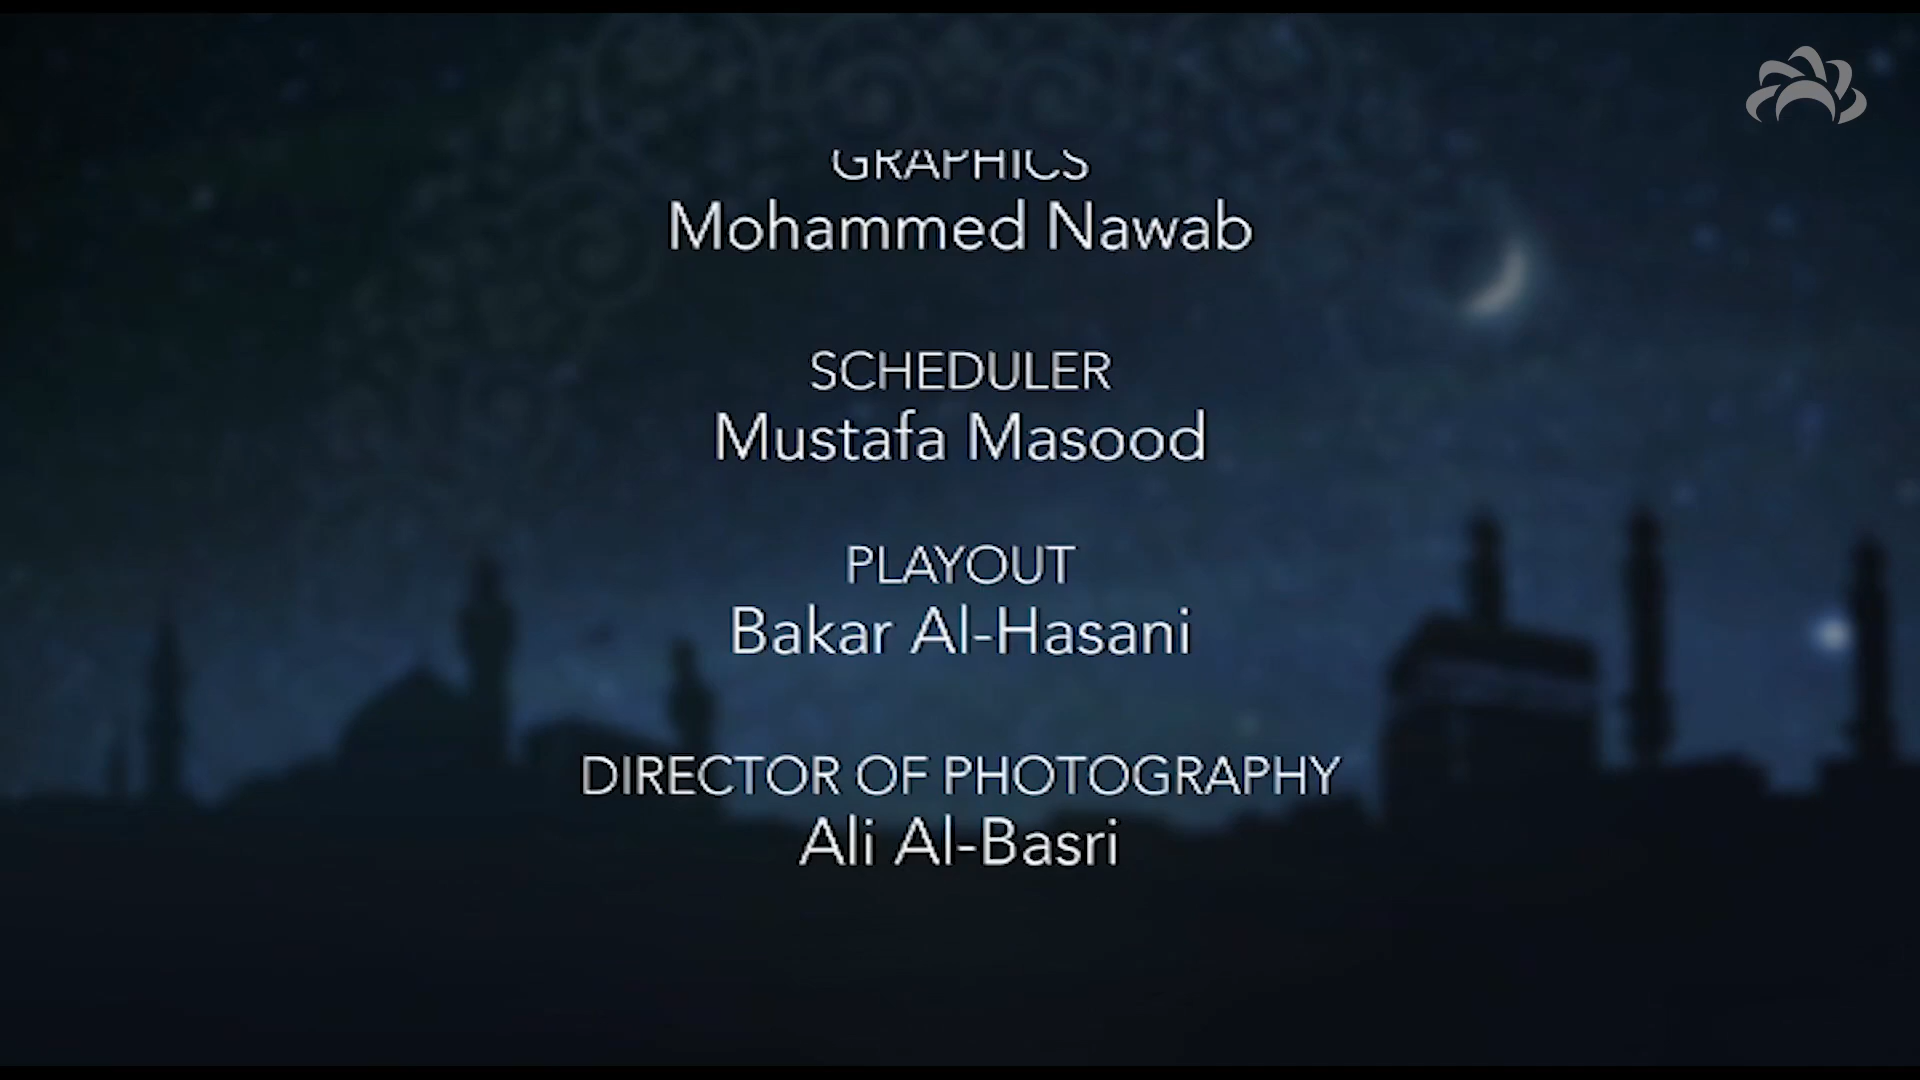 GRAPHICS
Mohammed Nawab
SCHEDULER
Mustafa Masood
PLAYOUT
Bakar Al-Hasani
DIRECTOR OF PHOTOGRAPHY
Ali Al-Basri